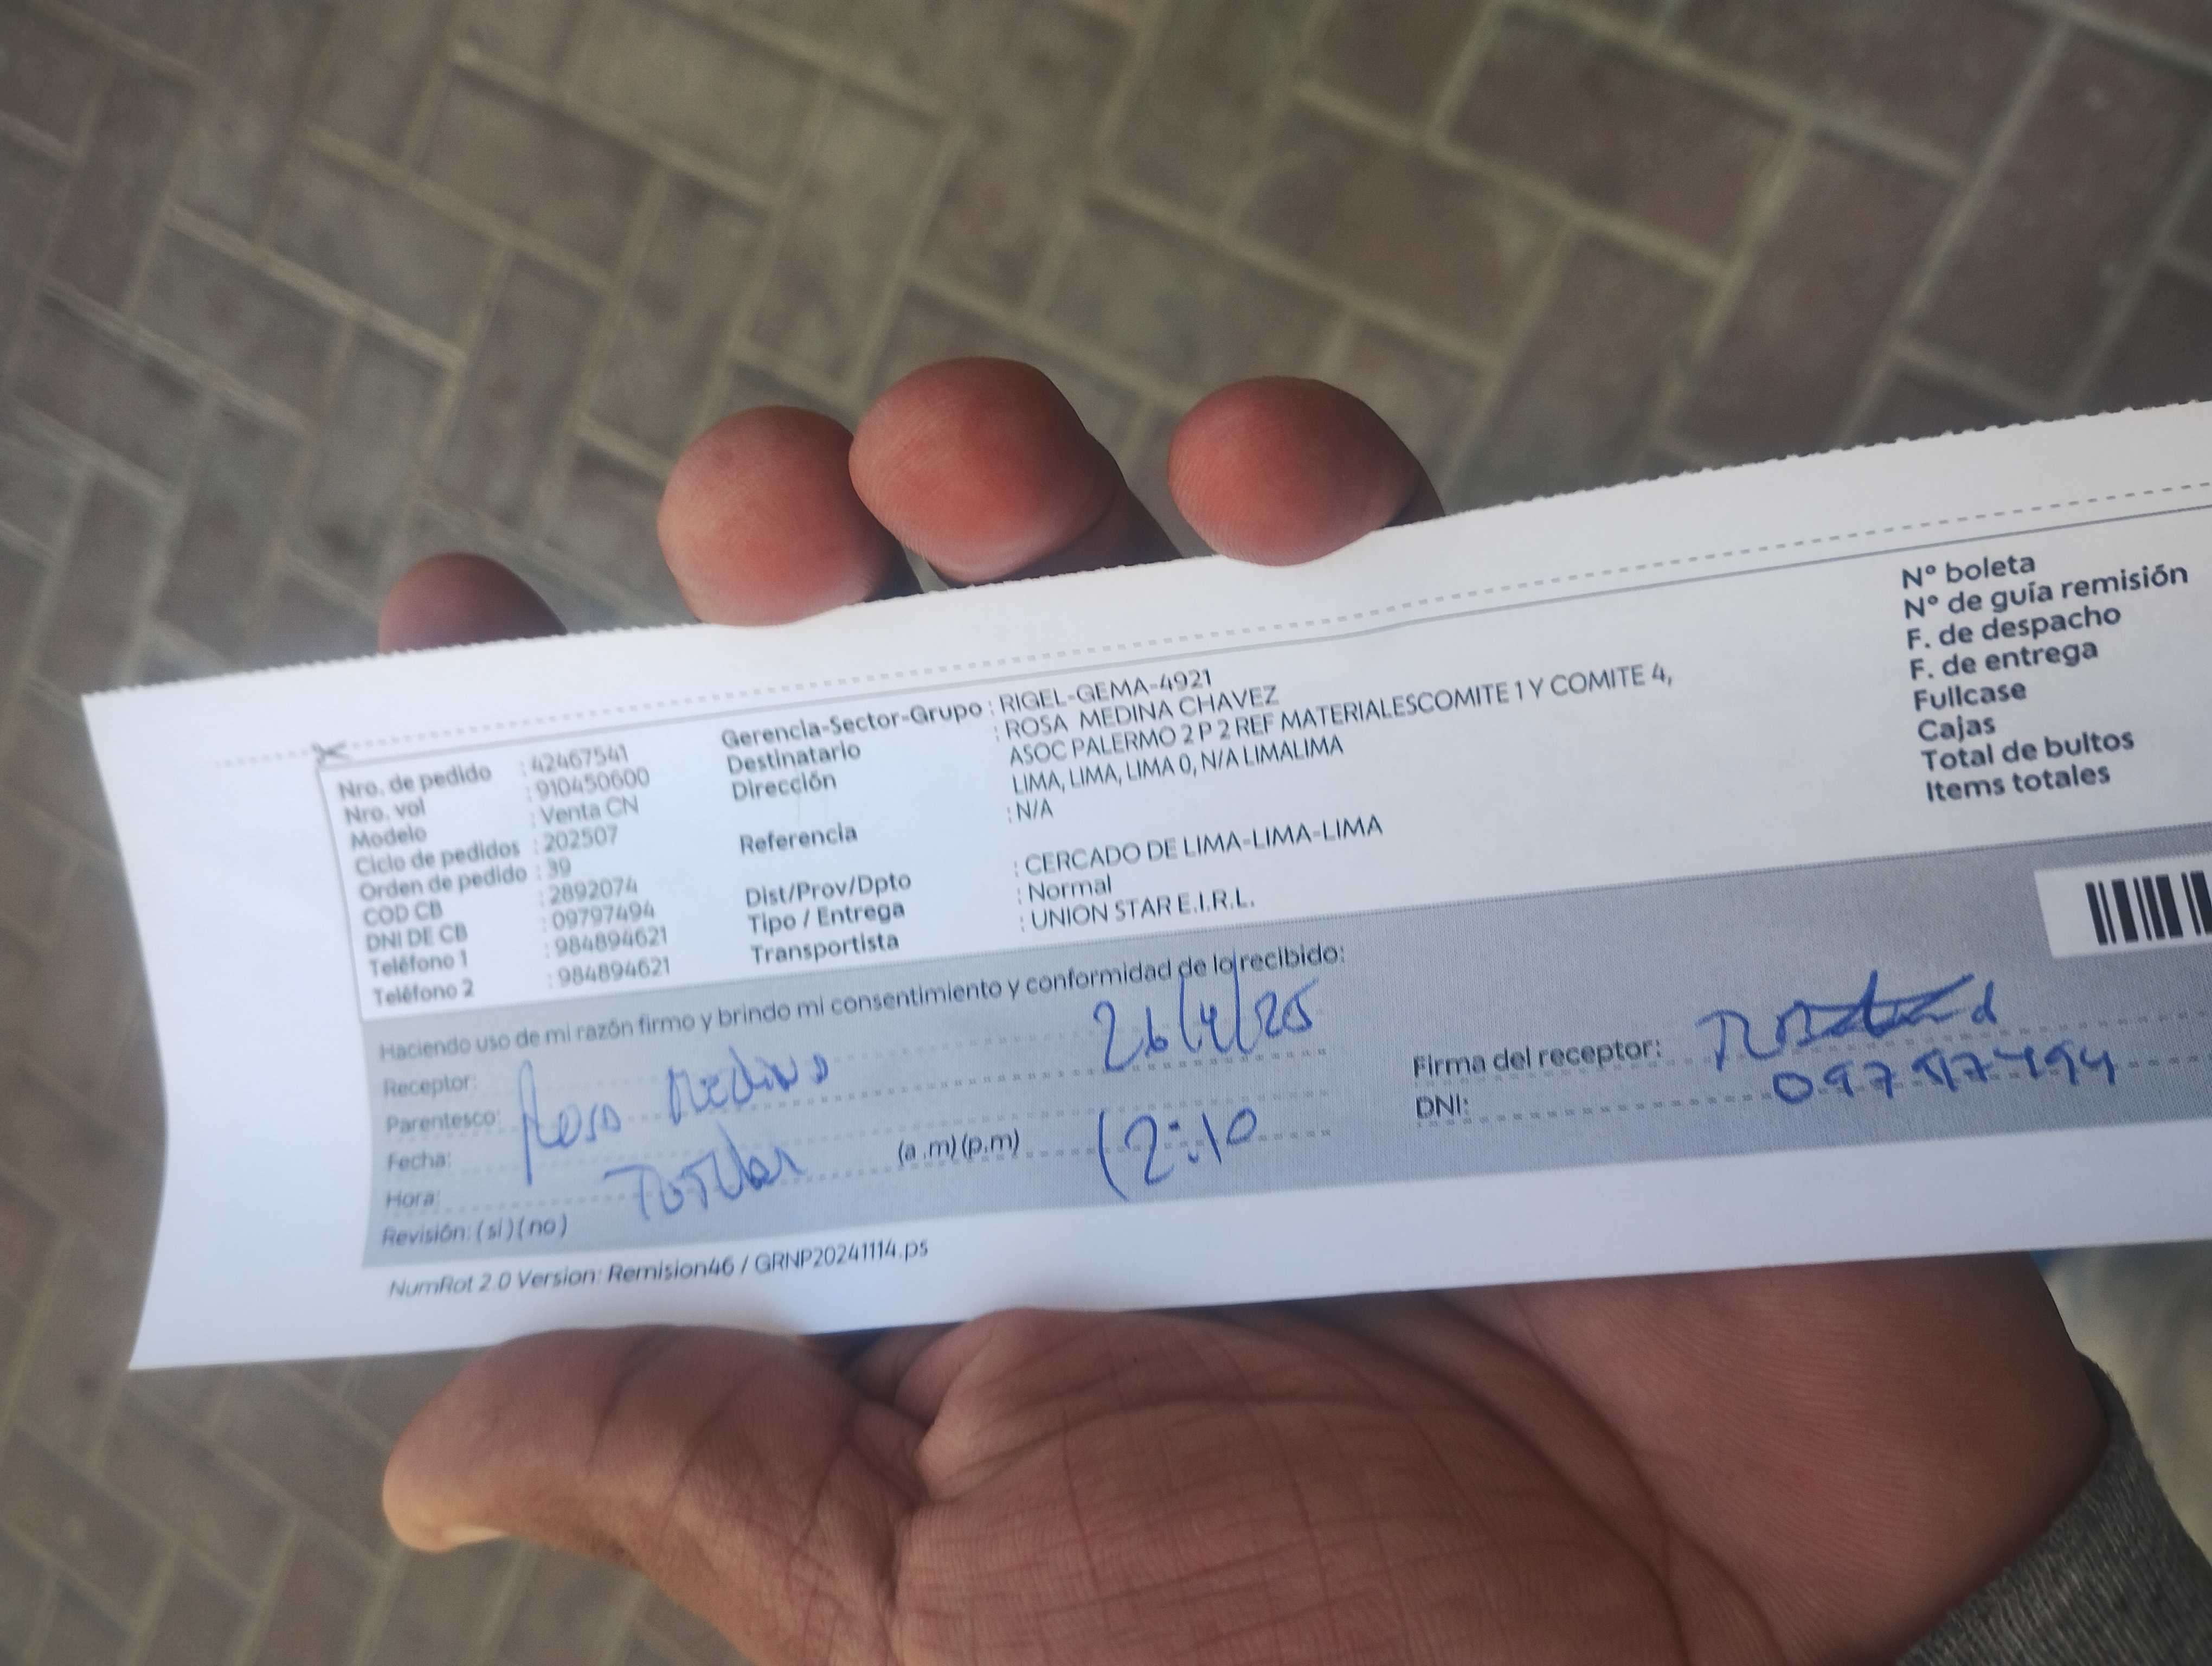 Nro. de pedido : 42467541
Nro. vol : 910450600
Modelo : Venta CN
Ciclo de pedidos : 202507
Orden de pedido : 39
COD CB : 2892074
DNI DE CB : 09797494
Teléfono 1 : 984894621
Teléfono 2 : 984894621
Gerencia-Sector-Grupo : RIGEL-GEMA-4921
Destinatario : ROSA MEDINA CHAVEZ
Dirección ASOC PALERMO 2 P 2 REF MATERIALESCOMITE 1 Y COMITE 4,
LIMA, LIMA, LIMA 0, N/A LIMALIMA
Referencia : N/A
Dist/Prov/Dpto : CERCADO DE LIMA-LIMA-LIMA
Tipo / Entrega : Normal
Transportista : UNION STAR E.I.R.L.
N° boleta
N° de guía remisión
F. de despacho
F. de entrega
Fullcase
Cajas
Total de bultos
Items totales
Haciendo uso de mi razón firmo y brindo mi consentimiento y conformidad de lo recibido:
Receptor: Rosa Medina 26/4/25
Parentesco:
Fecha:
Hora: Titular (a.m)(p.m) 12:10
Revisión: (si)(no)
Firma del receptor:
DNI:
NumRot 2.0 Version: Remision46 / GRNP20241114.ps